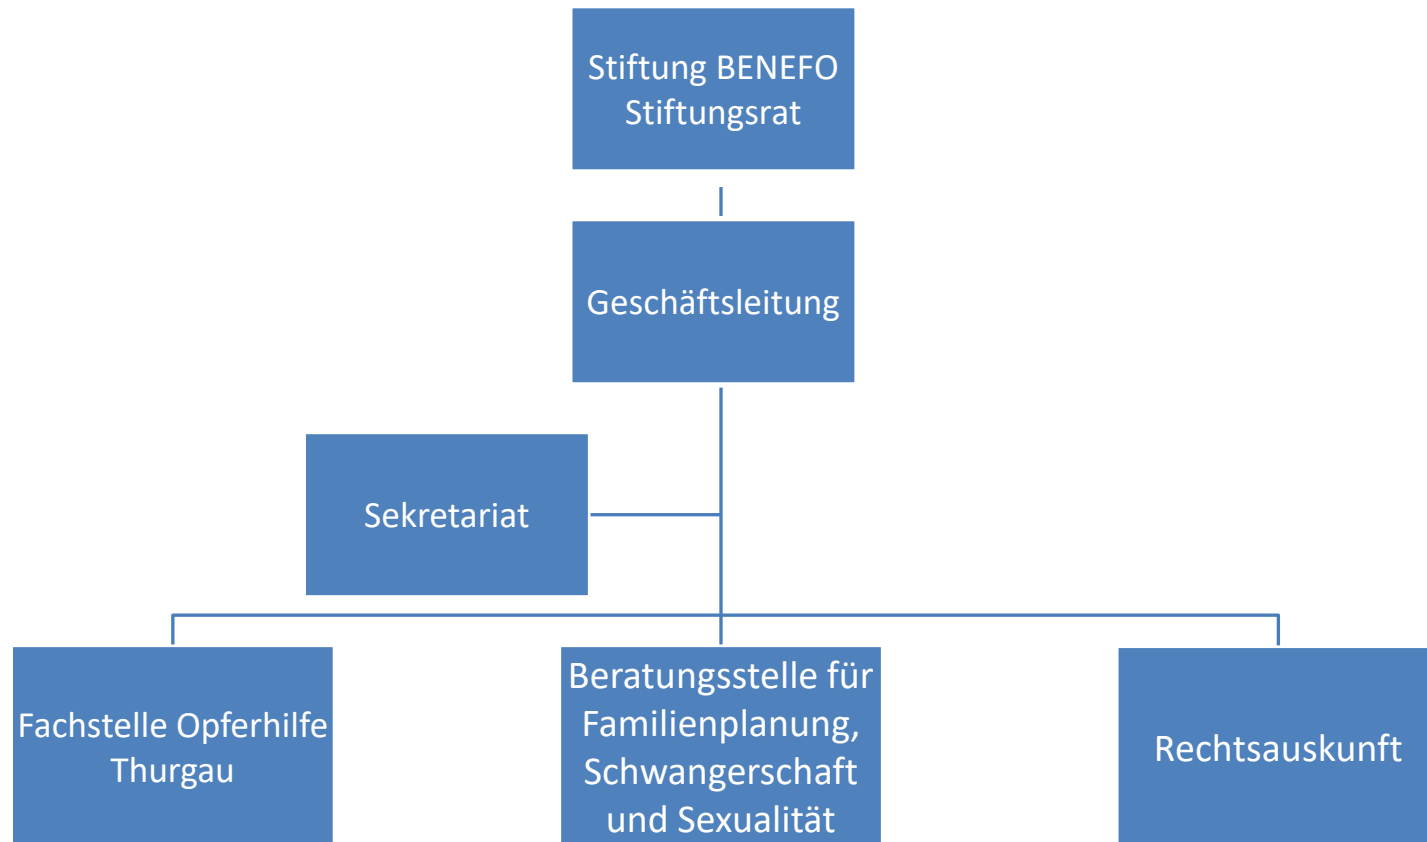 Stiftung BENEFO
Stiftungsrat
Geschäftsleitung
Sekretariat
Fachstelle Opferhilfe
Thurgau
Beratungsstelle für
Familienplanung,
Schwangerschaft
und Sexualität
Rechtsauskunft